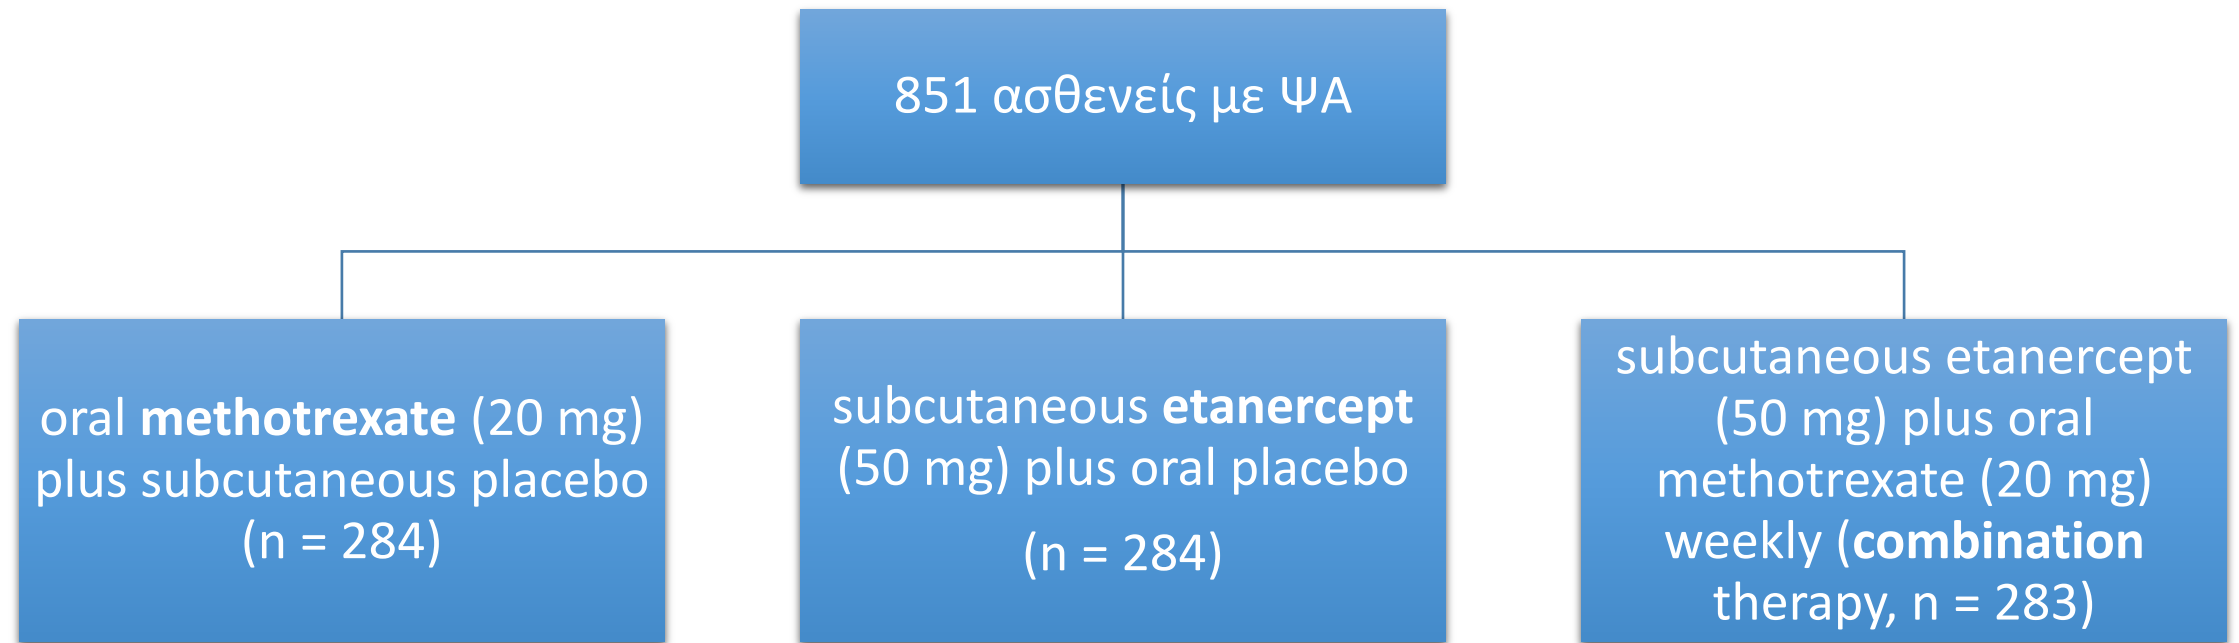 851 ασθενείς με ΨΑ
oral methotrexate (20 mg)
plus subcutaneous placebo
(n = 284)
subcutaneous etanercept
(50 mg) plus oral placebo
(n = 284)
subcutaneous etanercept
(50 mg) plus oral
methotrexate (20 mg)
weekly (combination
therapy, n = 283)